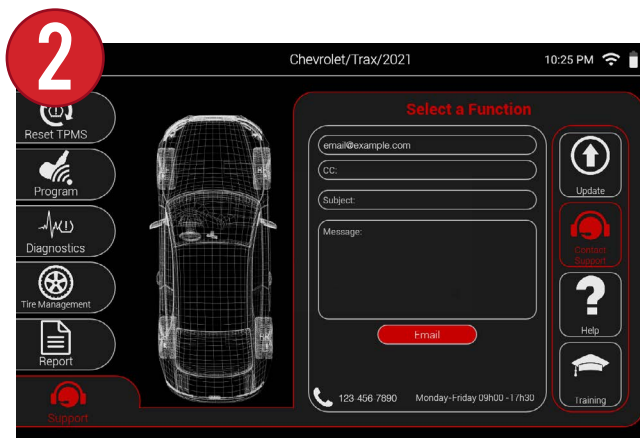 2
Chevrolet/Trax/2021
10:25 PM
Reset TPMS
Program
Diagnostics
Tire Management
Report
Support
Select a Function
email@example.com
CC:
Subject:
Message:
Email
123 456 7890
Monday-Friday 09h00 -17h30
Update
Contact
Support
Help
Training